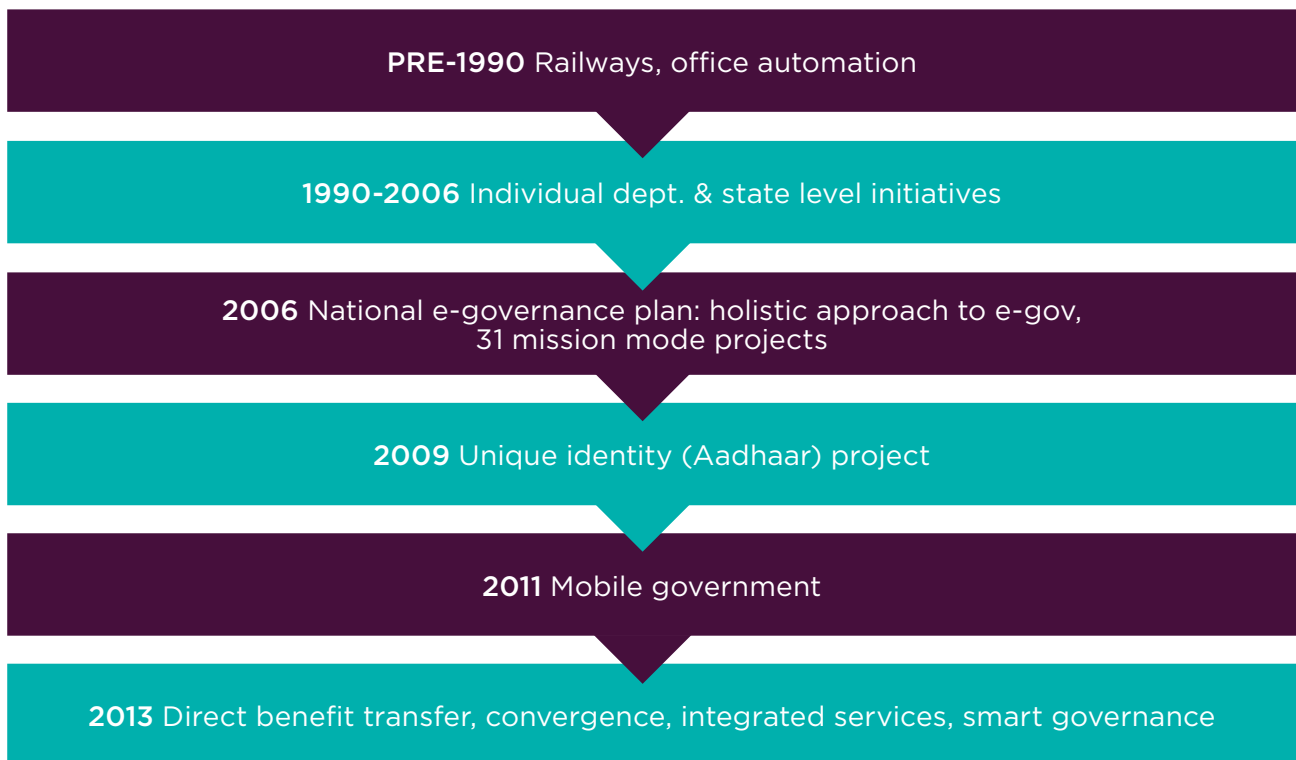 PRE-1990 Railways, office automation
1990-2006 Individual dept. & state level initiatives
2006 National e-governance plan: holistic approach to e-gov,
31 mission mode projects
2009 Unique identity (Aadhaar) project
2011 Mobile government
2013 Direct benefit transfer, convergence, integrated services, smart governance